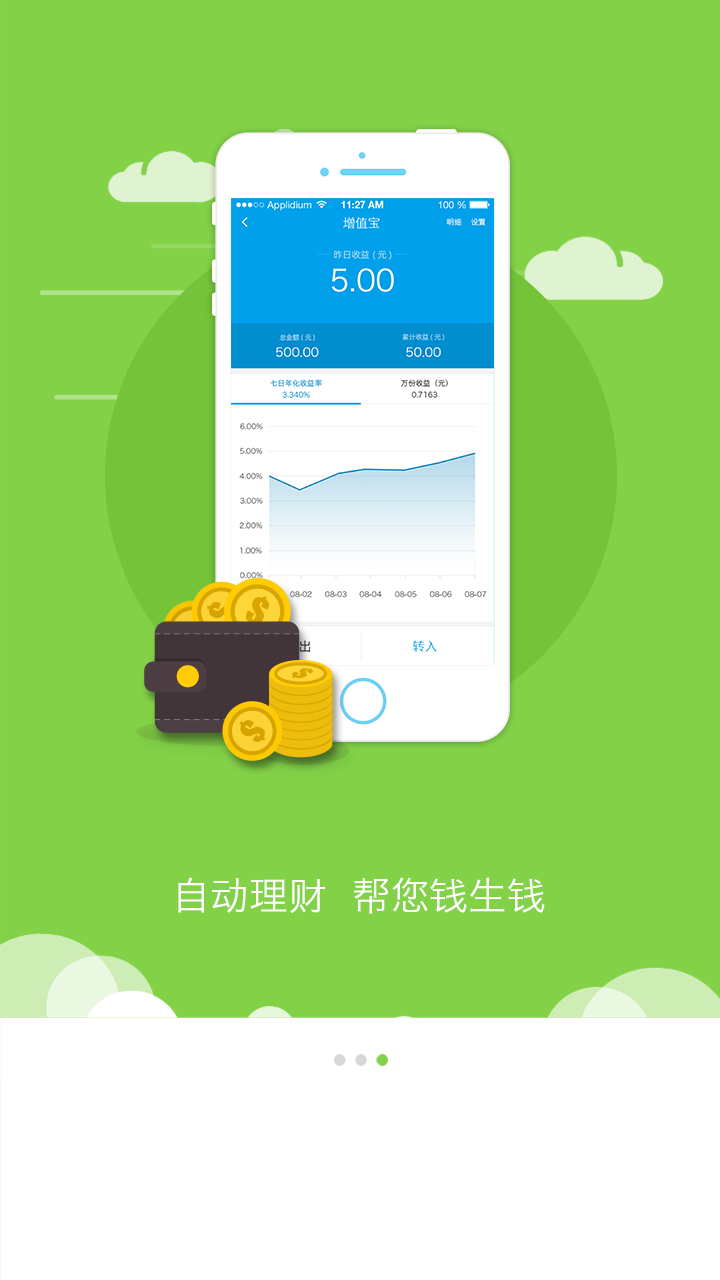 Applidium 11:27 AM 100 %
增值宝 明细 设置
昨日收益 ( 元 )
5.00
总金额 ( 元 ) 累计收益 ( 元 )
500.00 50.00
七日年化收益率 万份收益（元）
3.340% 0.7163
6.00%
5.00%
4.00%
3.00%
2.00%
1.00%
0.00%
08-02 08-03 08-04 08-05 08-06 08-07
出 转入
自动理财 帮您钱生钱